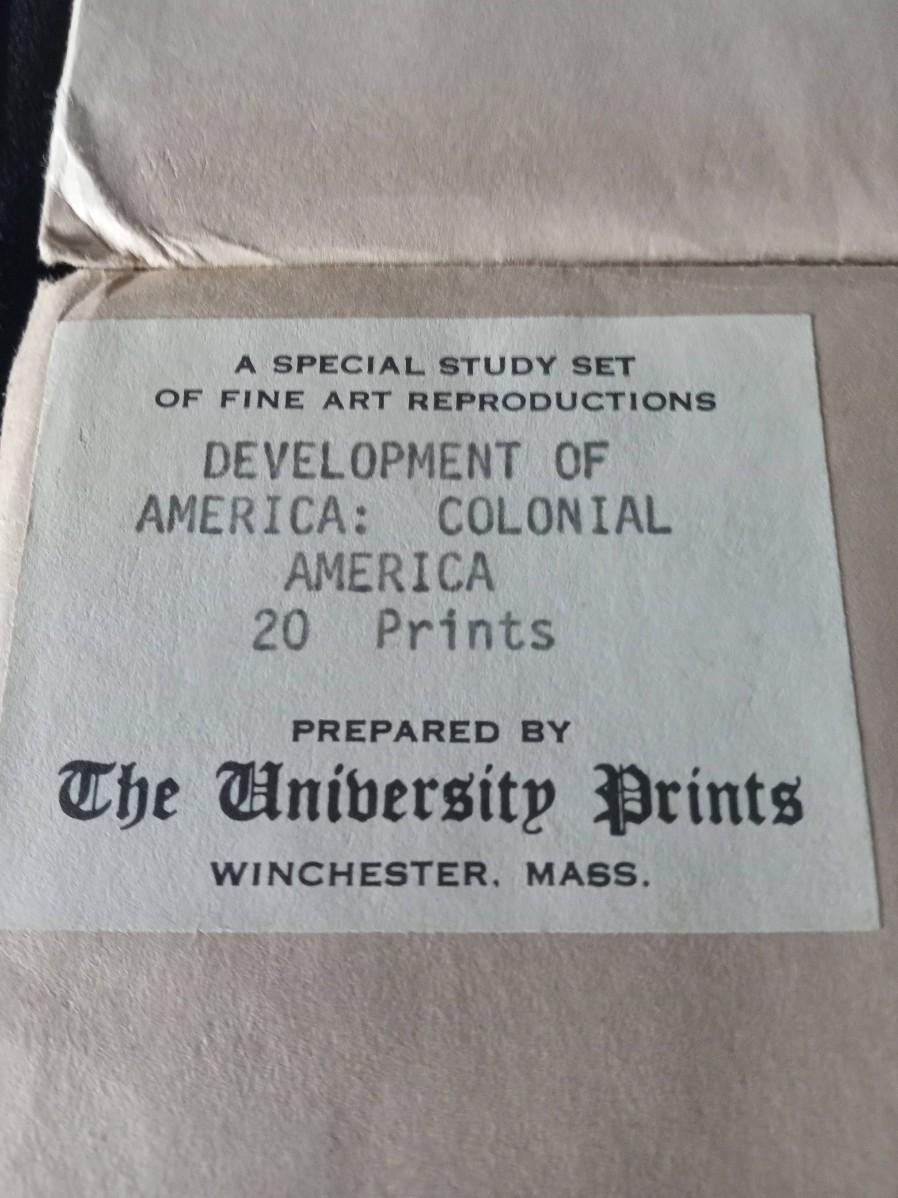 A SPECIAL STUDY SET
OF FINE ART REPRODUCTIONS
DEVELOPMENT OF
AMERICA: COLONIAL
AMERICA
20 Prints
PREPARED BY
The University Prints
WINCHESTER, MASS.